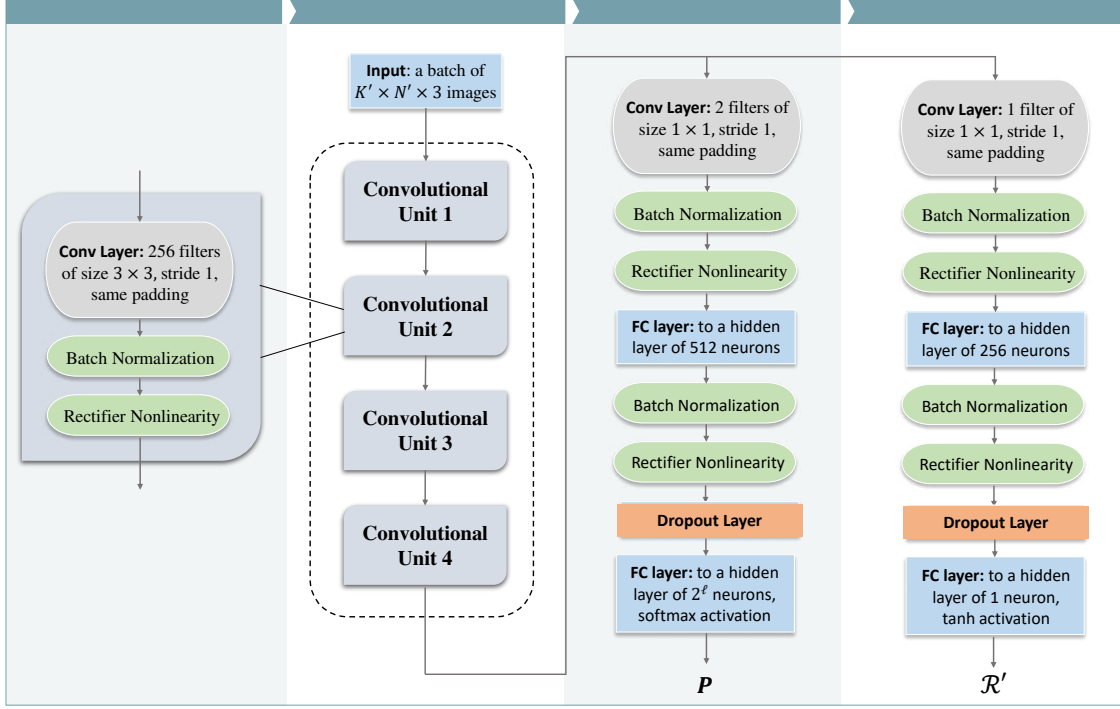 Conv Layer: 256 filters
of size 3 × 3, stride 1,
same padding
Batch Normalization
Rectifier Nonlinearity
Input: a batch of
K′ × N′ × 3 images
Convolutional
Unit 1
Convolutional
Unit 2
Convolutional
Unit 3
Convolutional
Unit 4
Conv Layer: 2 filters of
size 1 × 1, stride 1,
same padding
Batch Normalization
Rectifier Nonlinearity
FC layer: to a hidden
layer of 512 neurons
Batch Normalization
Rectifier Nonlinearity
Dropout Layer
FC layer: to a hidden
layer of 2^ℓ neurons,
softmax activation
P
Conv Layer: 1 filter of
size 1 × 1, stride 1,
same padding
Batch Normalization
Rectifier Nonlinearity
FC layer: to a hidden
layer of 256 neurons
Batch Normalization
Rectifier Nonlinearity
Dropout Layer
FC layer: to a hidden
layer of 1 neuron,
tanh activation
ℛ′